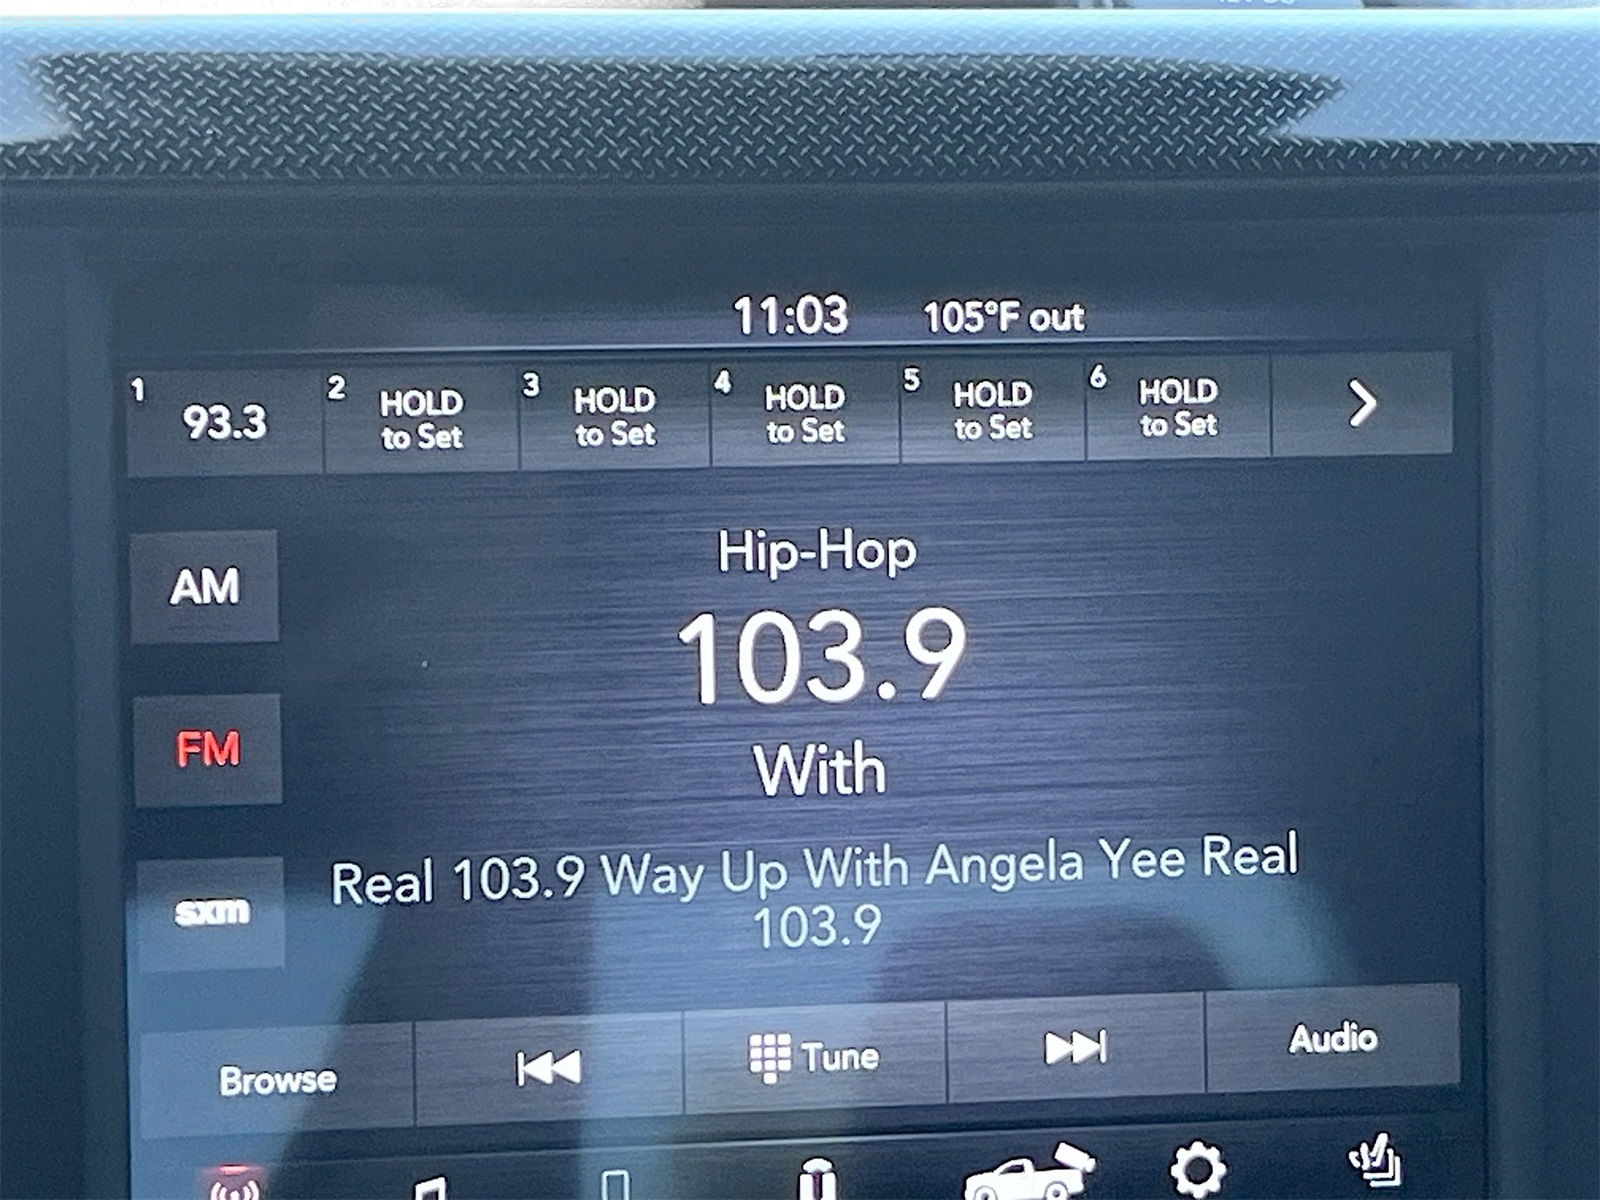 11:03 105°F out
1 93.3
2 HOLD
to Set
3 HOLD
to Set
4 HOLD
to Set
5 HOLD
to Set
6 HOLD
to Set
AM
FM
sxm
Hip-Hop
103.9
With
Real 103.9 Way Up With Angela Yee Real
103.9
Browse
Tune
Audio